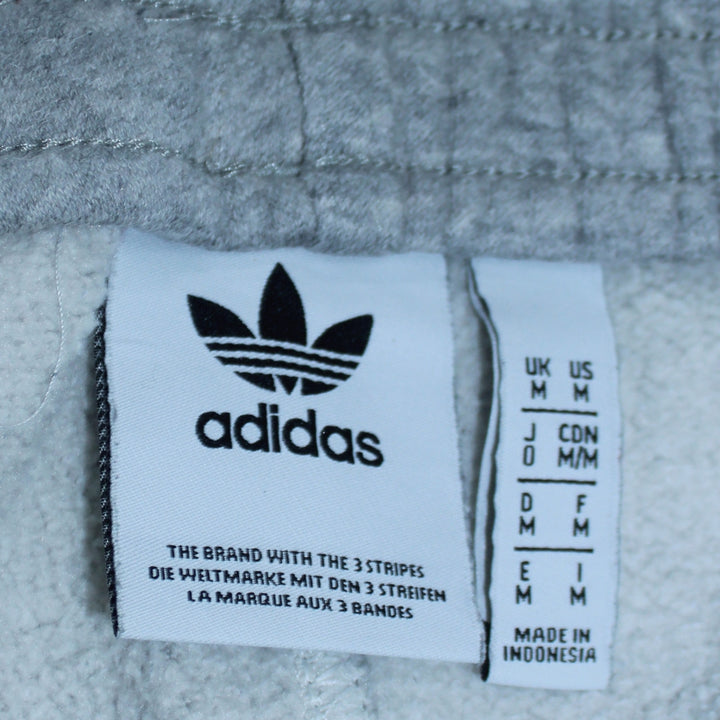 adidas
THE BRAND WITH THE 3 STRIPES
DIE WELTMARKE MIT DEN 3 STREIFEN
LA MARQUE AUX 3 BANDES
UK US
M M
J CDN
O M/M
D F
M M
E I
M M
MADE IN
INDONESIA